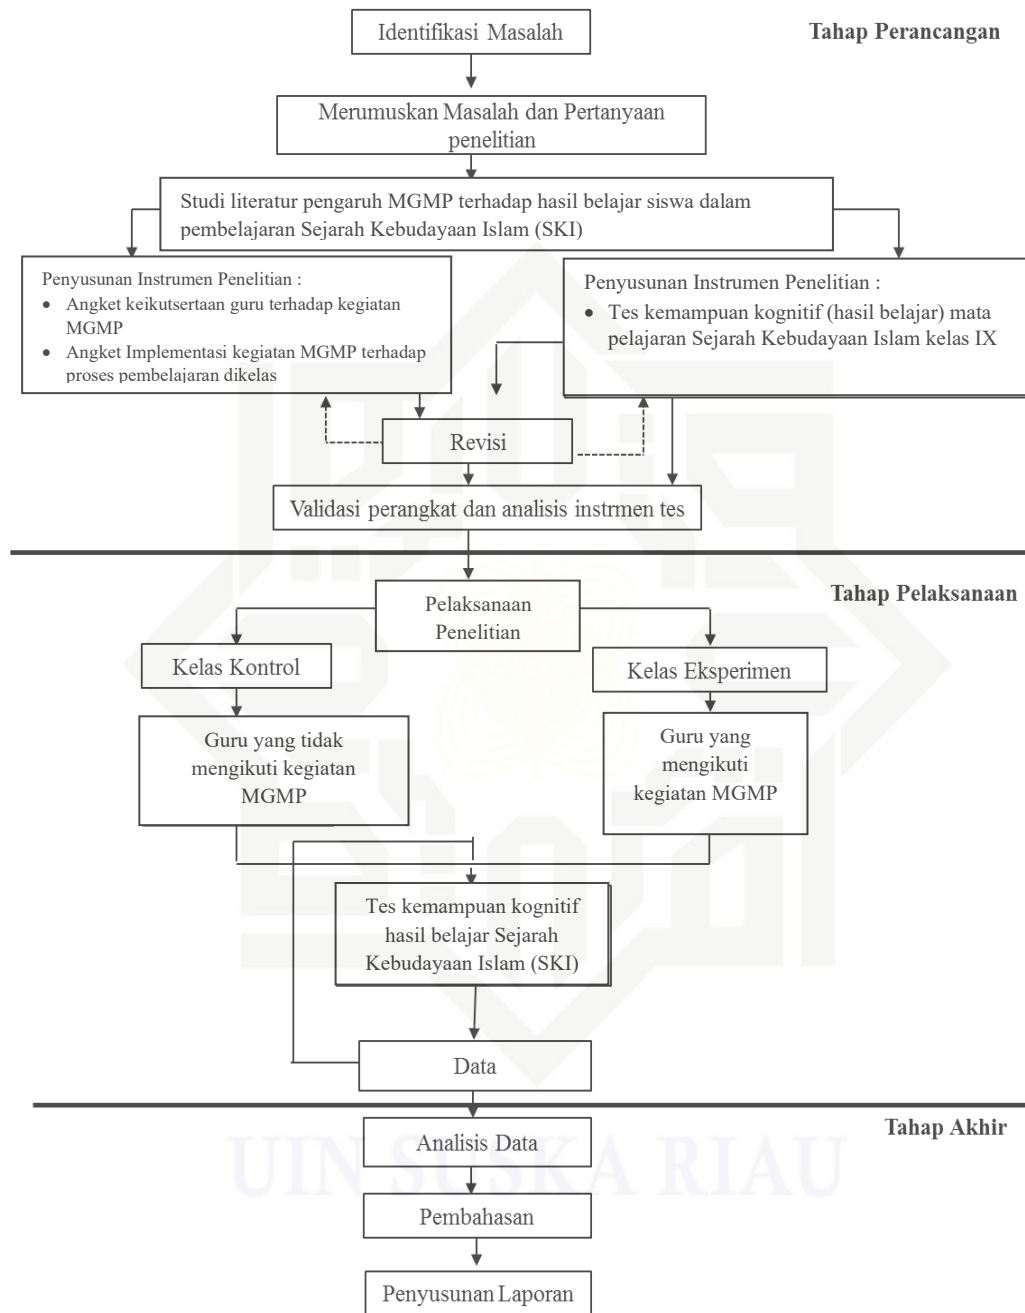 Identifikasi Masalah
Tahap Perancangan
Merumuskan Masalah dan Pertanyaan
penelitian
Studi literatur pengaruh MGMP terhadap hasil belajar siswa dalam
pembelajaran Sejarah Kebudayaan Islam (SKI)
Penyusunan Instrumen Penelitian :
• Angket keikutsertaan guru terhadap kegiatan
MGMP
• Angket Implementasi kegiatan MGMP terhadap
proses pembelajaran dikelas
Penyusunan Instrumen Penelitian :
• Tes kemampuan kognitif (hasil belajar) mata
pelajaran Sejarah Kebudayaan Islam kelas IX
Revisi
Validasi perangkat dan analisis instrmen tes
Tahap Pelaksanaan
Pelaksanaan
Penelitian
Kelas Kontrol
Kelas Eksperimen
Guru yang tidak
mengikuti kegiatan
MGMP
Guru yang
mengikuti
kegiatan MGMP
Tes kemampuan kognitif
hasil belajar Sejarah
Kebudayaan Islam (SKI)
Data
Tahap Akhir
Analisis Data
UIN SUSKA RIAU
Pembahasan
Penyusunan Laporan